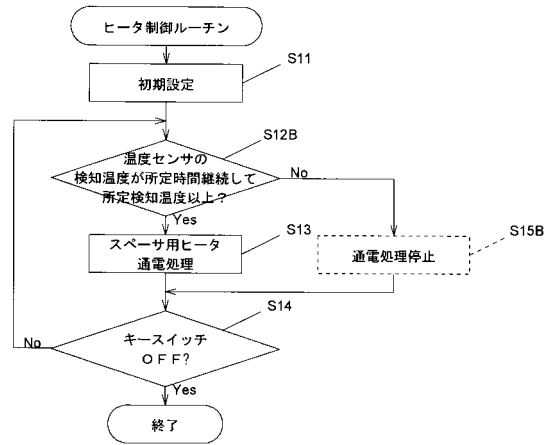 ヒータ制御ルーチン
S11
初期設定
S12B
温度センサの
検知温度が所定時間継続して
所定検知温度以上？
No
Yes
スペーサ用ヒータ
通電処理
S13
通電処理停止
S15B
S14
キースイッチ
ＯＦＦ？
No
Yes
終了